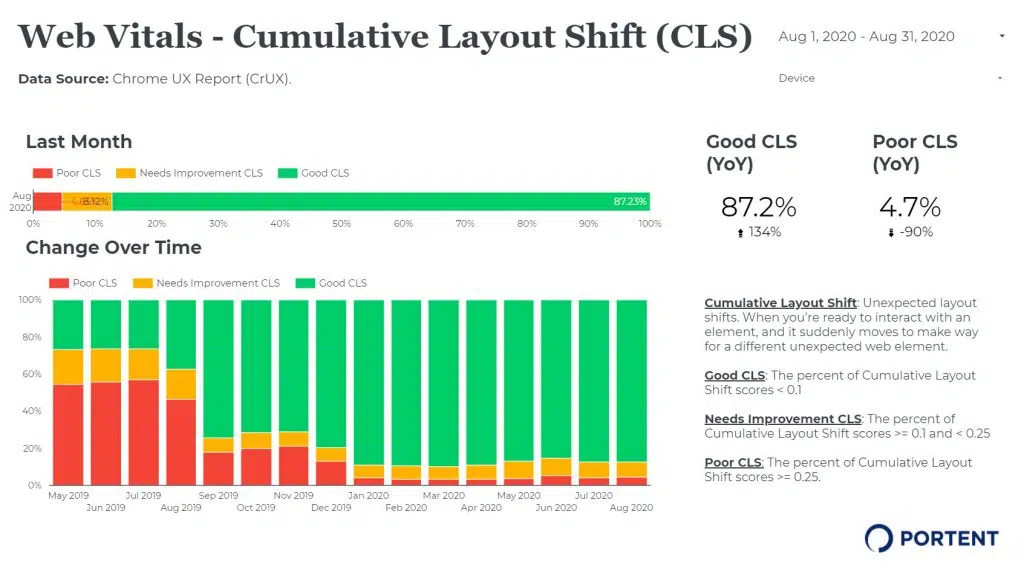 Web Vitals - Cumulative Layout Shift (CLS)
Aug 1, 2020 - Aug 31, 2020
Data Source: Chrome UX Report (CrUX).
Device
Last Month
Poor CLS Needs Improvement CLS Good CLS
Aug
2020
87.23%
0% 10% 20% 30% 40% 50% 60% 70% 80% 90% 100%
Change Over Time
Poor CLS Needs Improvement CLS Good CLS
100%
80%
60%
40%
20%
0%
May 2019 Jul 2019 Sep 2019 Nov 2019 Jan 2020 Mar 2020 May 2020 Jul 2020
Jun 2019 Aug 2019 Oct 2019 Dec 2019 Feb 2020 Apr 2020 Jun 2020 Aug 2020
Good CLS
(YoY)
87.2%
134%
Poor CLS
(YoY)
4.7%
-90%
Cumulative Layout Shift: Unexpected layout
shifts. When you're ready to interact with an
element, and it suddenly moves to make way
for a different unexpected web element.
Good CLS: The percent of Cumulative Layout
Shift scores < 0.1
Needs Improvement CLS: The percent of
Cumulative Layout Shift scores >= 0.1 and < 0.25
Poor CLS: The percent of Cumulative Layout
Shift scores >= 0.25.
PORTENT